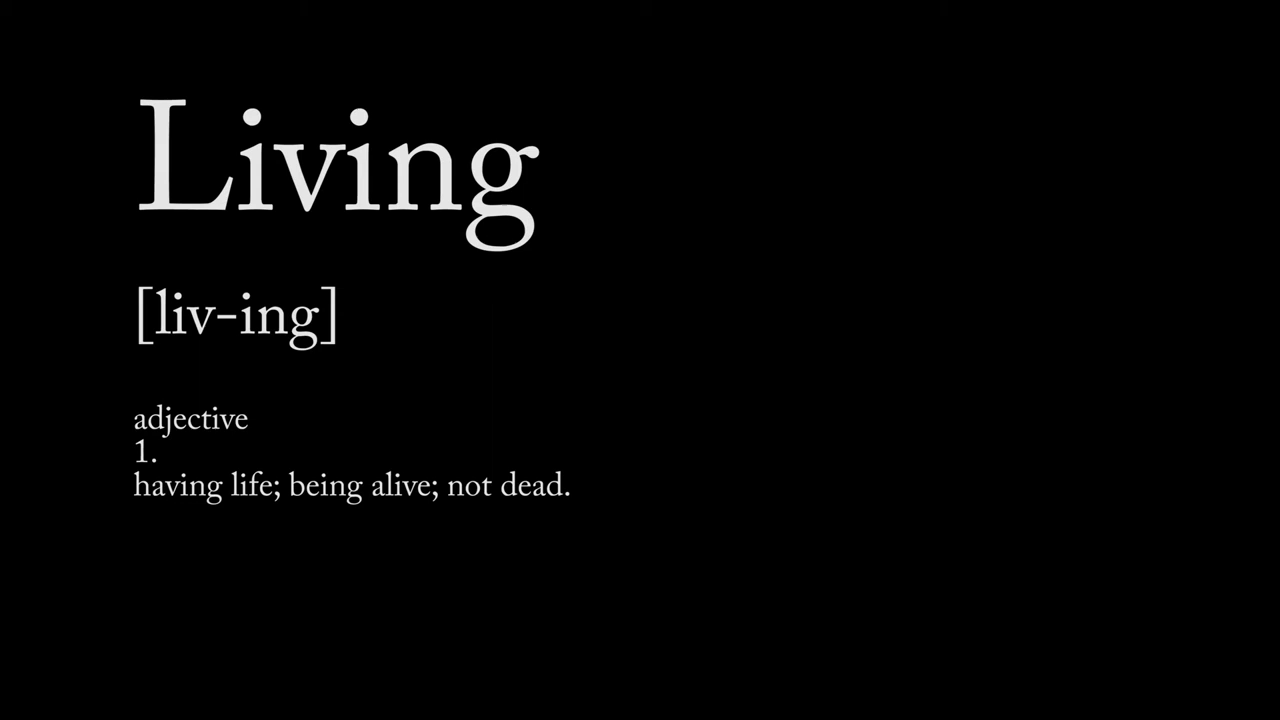 Living
[liv-ing]
adjective
1.
having life; being alive; not dead.